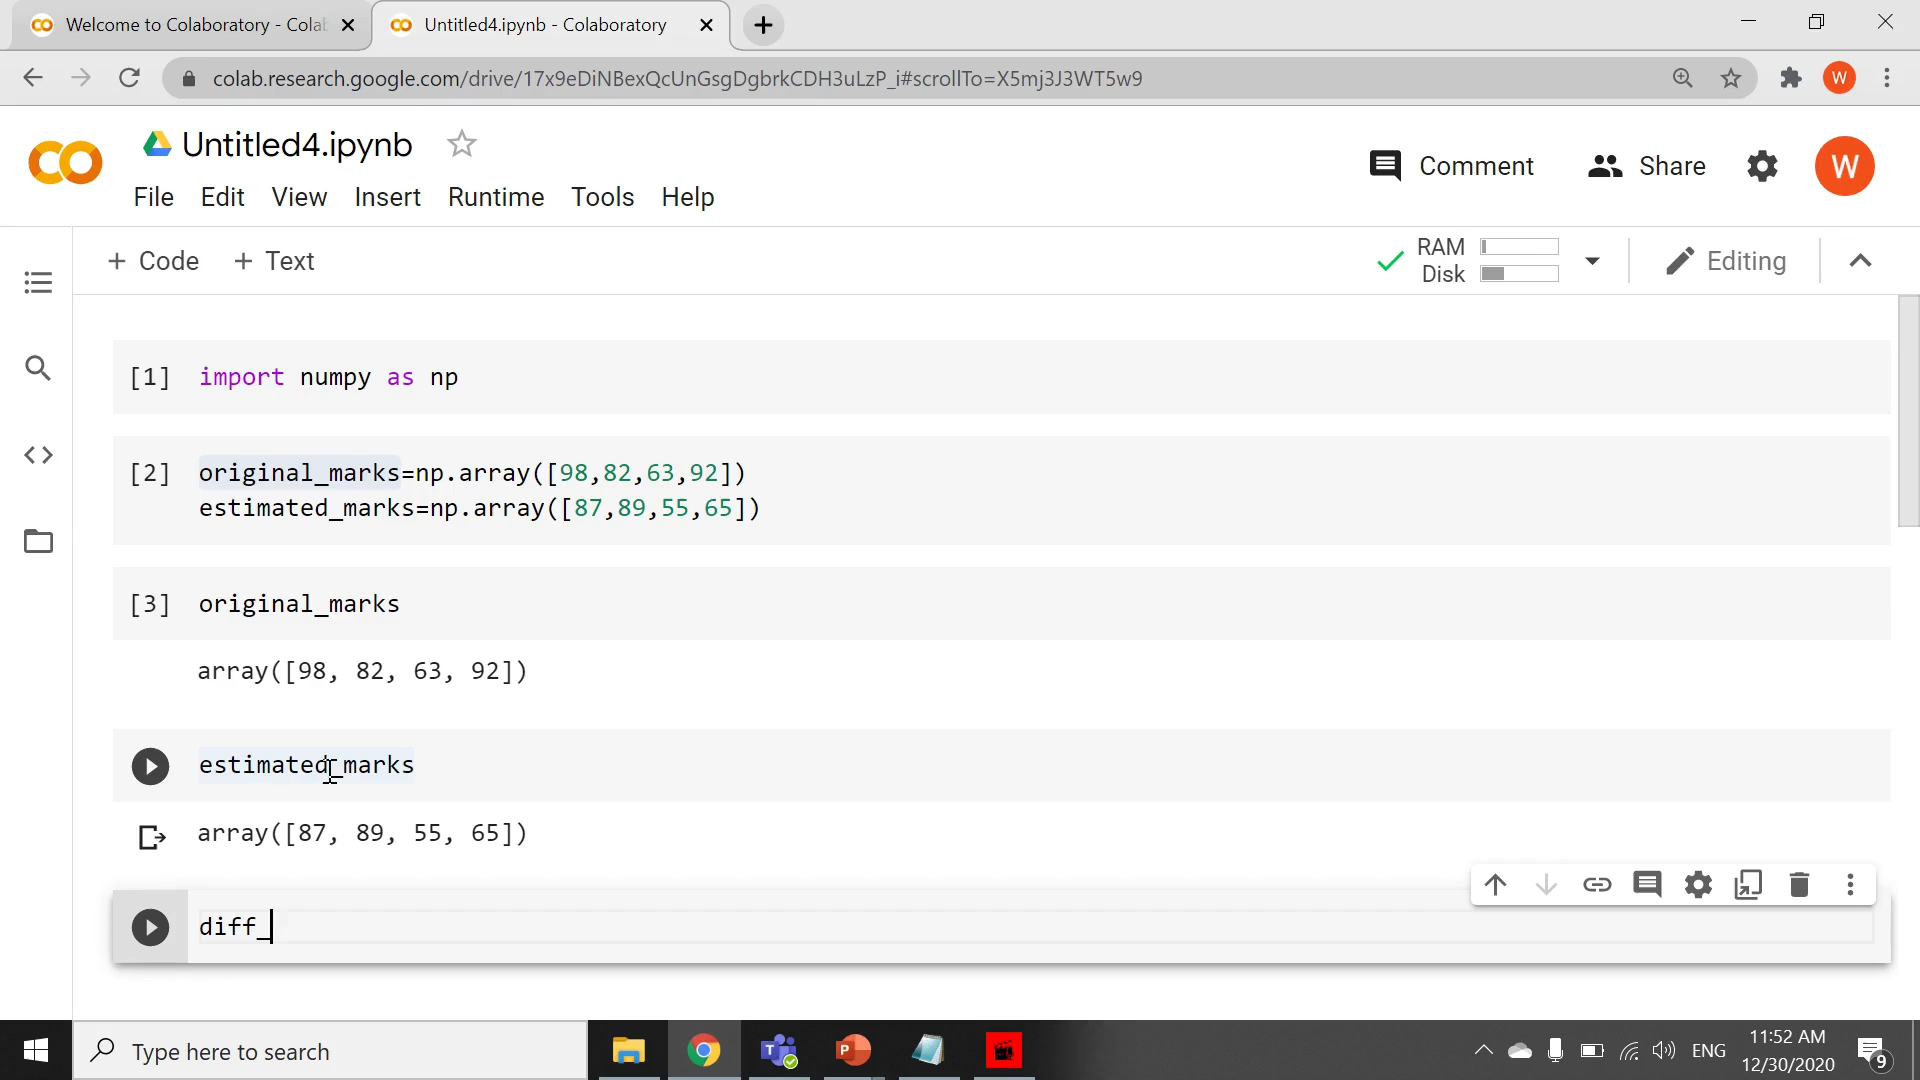 Welcome to Colaboratory - Cola
Untitled4.ipynb - Colaboratory
colab.research.google.com/drive/17x9eDiNBexQcUnGsgDgbrkCDH3uLzP_i#scrollTo=X5mj3J3WT5w9
W
CO
Untitled4.ipynb
Comment
Share
W
File Edit View Insert Runtime Tools Help
+ Code + Text
RAM
Disk
Editing
[1] import numpy as np
[2] original_marks=np.array([98,82,63,92])
estimated_marks=np.array([87,89,55,65])
[3] original_marks
array([98, 82, 63, 92])
estimated_marks
array([87, 89, 55, 65])
diff_
Type here to search
ENG
11:52 AM
12/30/2020
9